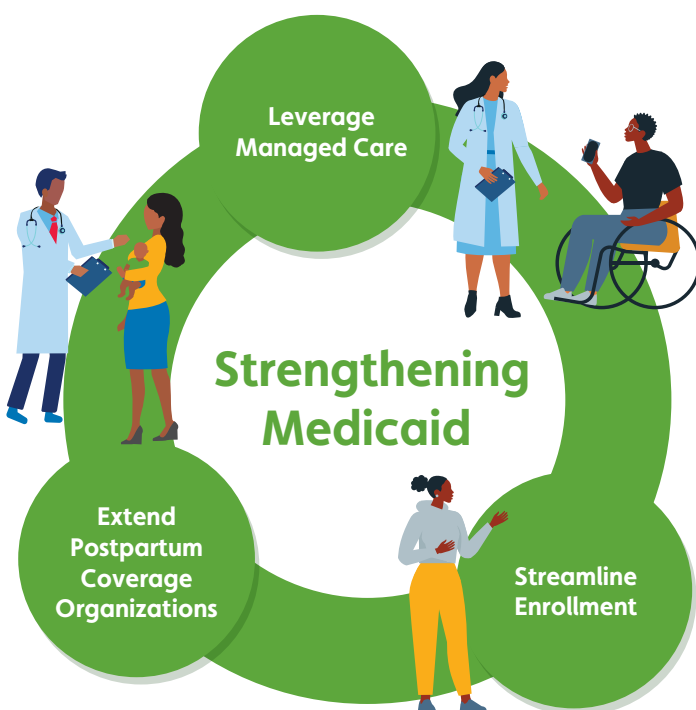 Leverage
Managed Care
Strengthening
Medicaid
Extend
Postpartum
Coverage
Organizations
Streamline
Enrollment